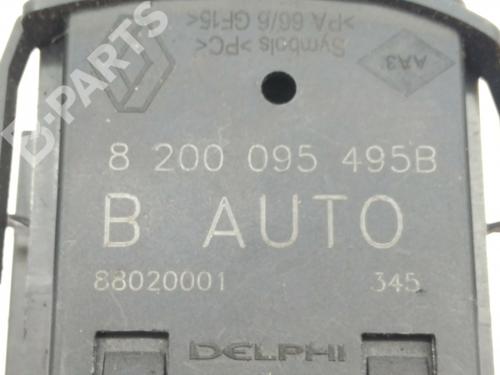 Symbols >PC<
>PA 66/6 GF15<
AA3
8 200 095 495B
B AUTO
88020001 345
DELPHI
B-PARTS